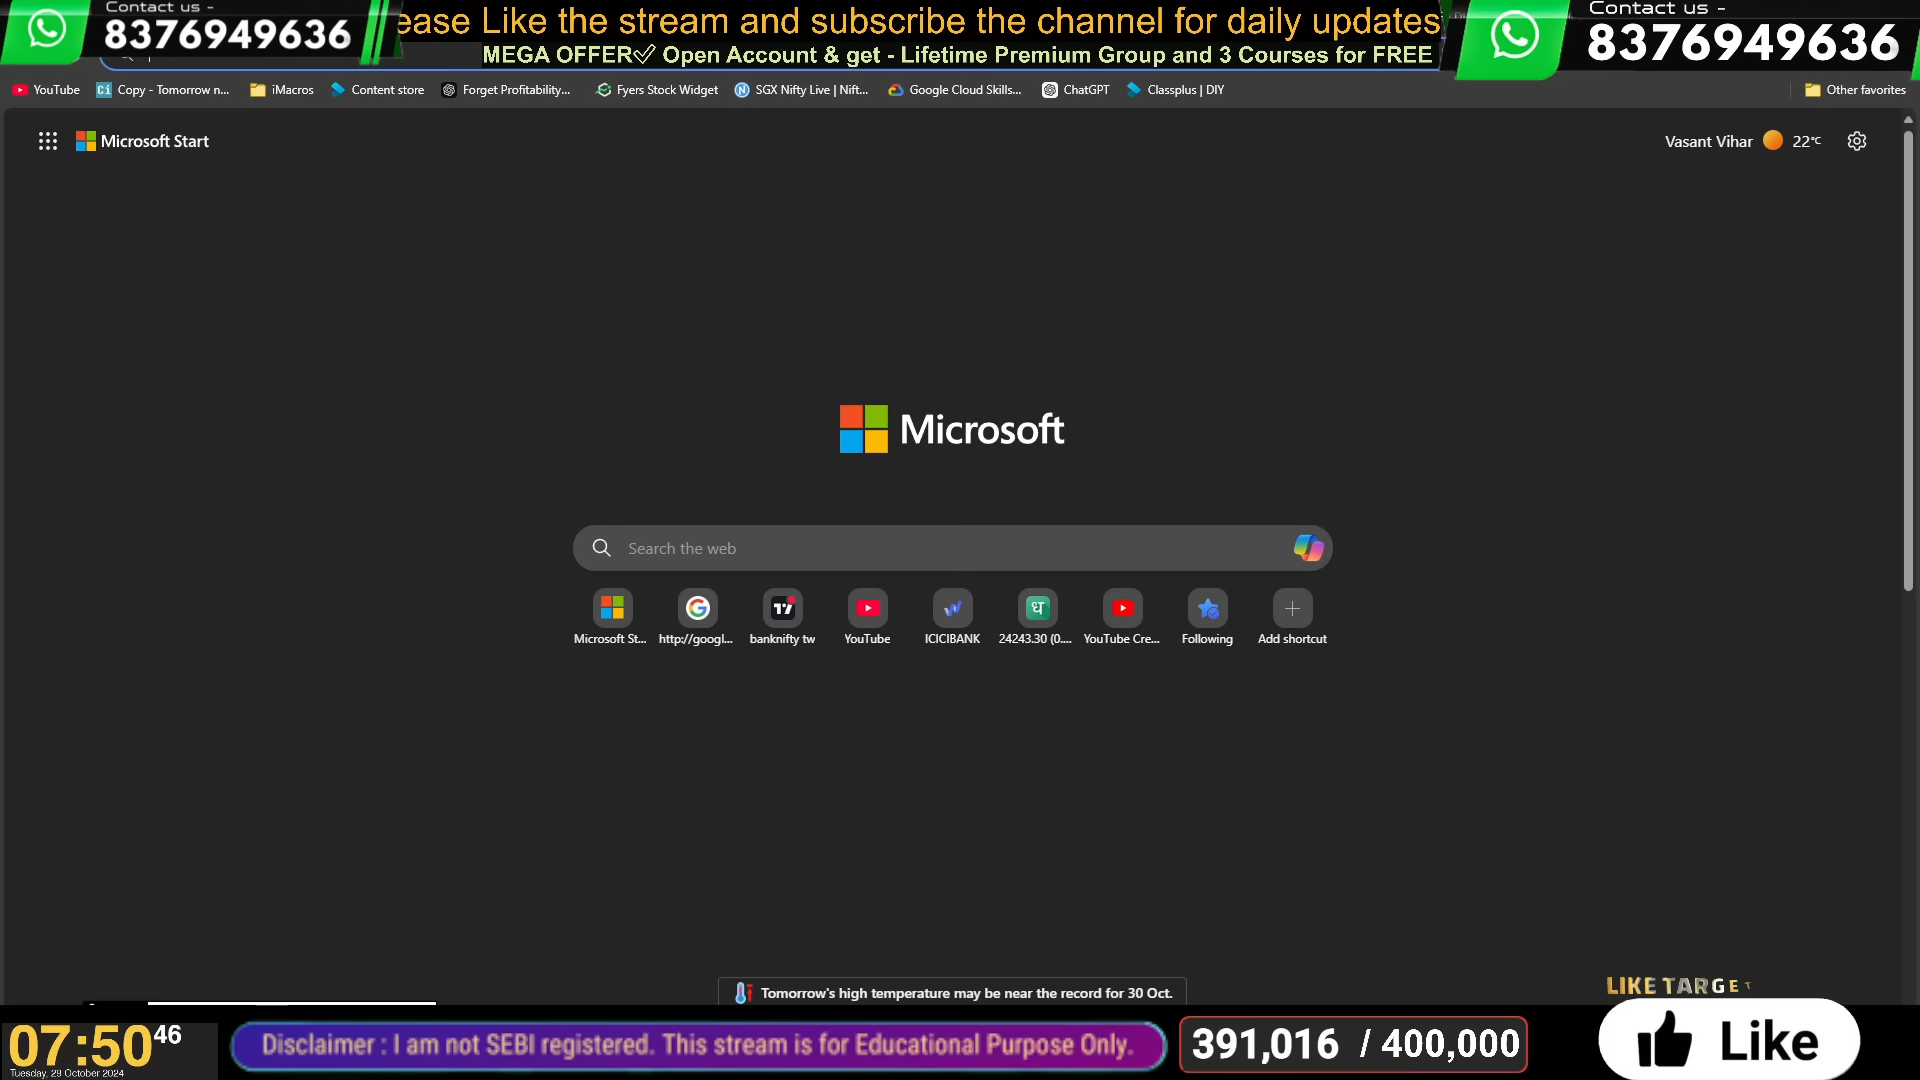 Contact us -
8376949636
ease Like the stream and subscribe the channel for daily updates
MEGA OFFER✅ Open Account & get - Lifetime Premium Group and 3 Courses for FREE
Contact us -
8376949636
YouTube
Copy - Tomorrow n...
iMacros
Content store
Forget Profitability...
Fyers Stock Widget
SGX Nifty Live | Nift...
Google Cloud Skills...
ChatGPT
Classplus | DIY
Other favorites
Microsoft Start
Vasant Vihar 22°C
Microsoft
Search the web
Microsoft St...
http://googl...
banknifty tw
YouTube
ICICIBANK
ध
24243.30 (0....
YouTube Cre...
Following
Add shortcut
Tomorrow's high temperature may be near the record for 30 Oct.
LIKE TARGET
07:50 46
Tuesday, 29 October 2024
Disclaimer : I am not SEBI registered. This stream is for Educational Purpose Only.
391,016 / 400,000
Like